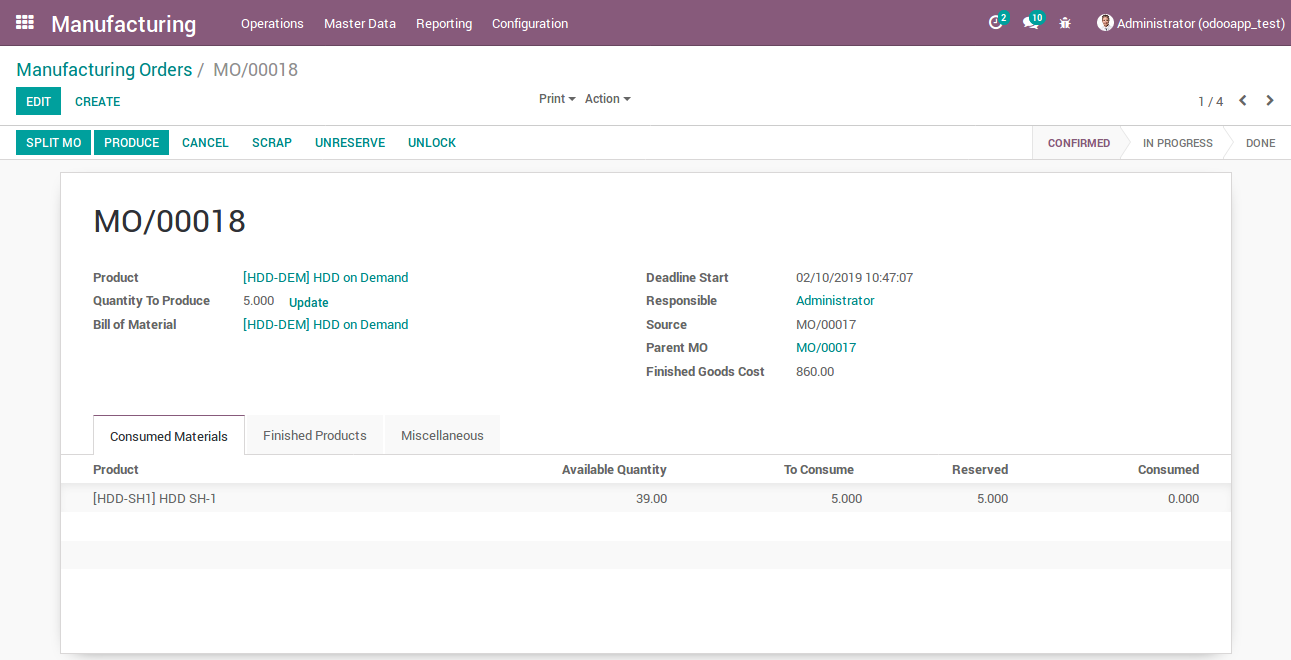 Manufacturing Operations Master Data Reporting Configuration 2 10 Administrator (odooapp_test)
Manufacturing Orders / MO/00018
EDIT CREATE Print Action 1 / 4
SPLIT MO PRODUCE CANCEL SCRAP UNRESERVE UNLOCK CONFIRMED IN PROGRESS DONE
MO/00018
Product [HDD-DEM] HDD on Demand Deadline Start 02/10/2019 10:47:07
Quantity To Produce 5.000 Update Responsible Administrator
Bill of Material [HDD-DEM] HDD on Demand Source MO/00017
Parent MO MO/00017
Finished Goods Cost 860.00
Consumed Materials Finished Products Miscellaneous
Product Available Quantity To Consume Reserved Consumed
[HDD-SH1] HDD SH-1 39.00 5.000 5.000 0.000